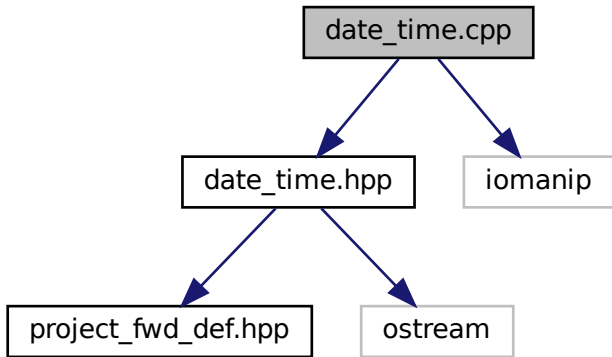 date_time.cpp
date_time.hpp
iomanip
project_fwd_def.hpp
ostream